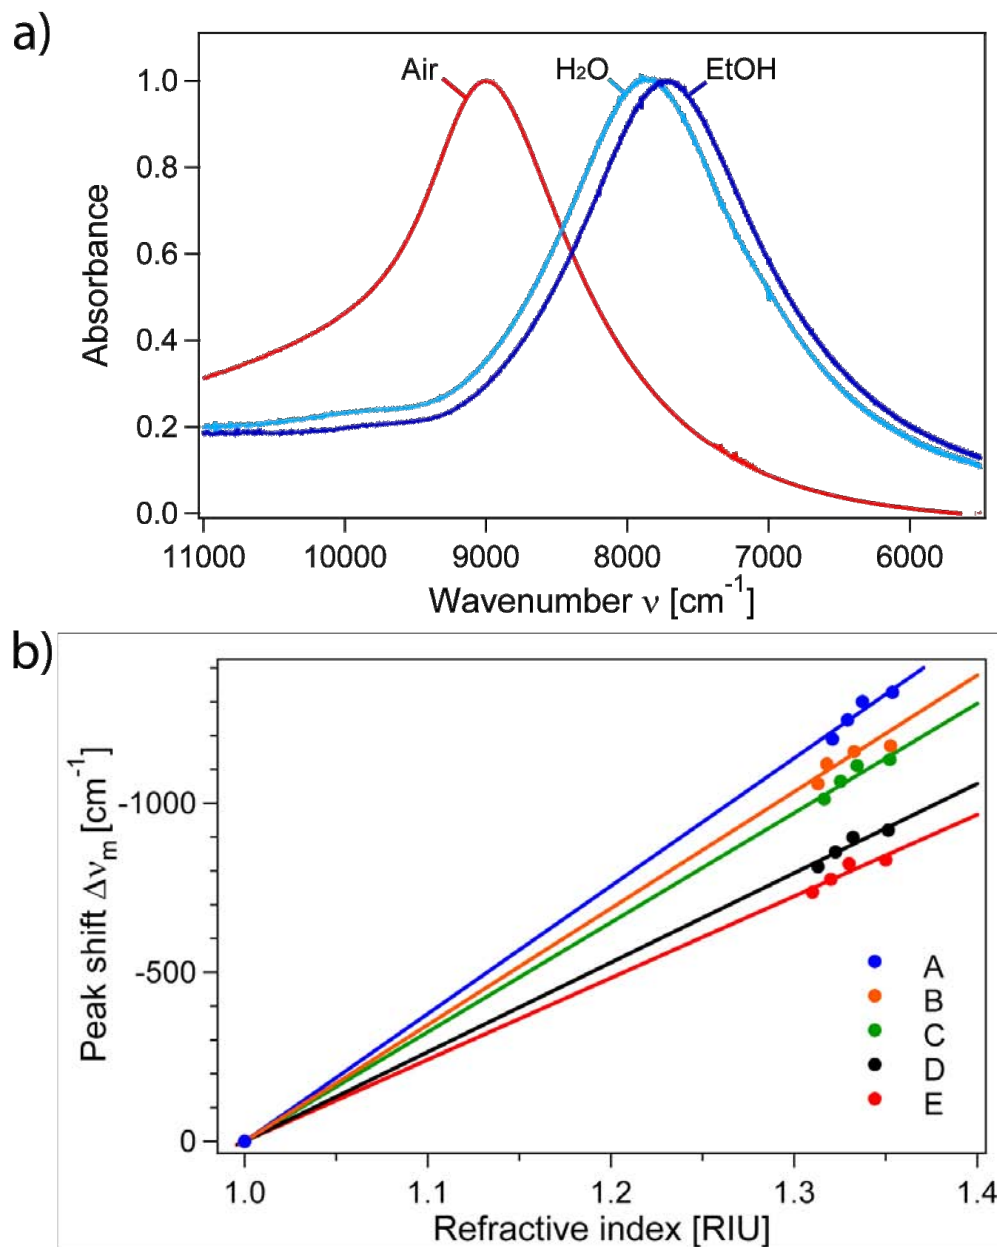 a)
Air
H₂O
EtOH
1.0
0.8
0.6
0.4
0.2
0.0
Absorbance
11000 10000 9000 8000 7000 6000
Wavenumber ν [cm⁻¹]
b)
-1000
-500
0
Peak shift Δνₘ [cm⁻¹]
A
B
C
D
E
1.0 1.1 1.2 1.3 1.4
Refractive index [RIU]